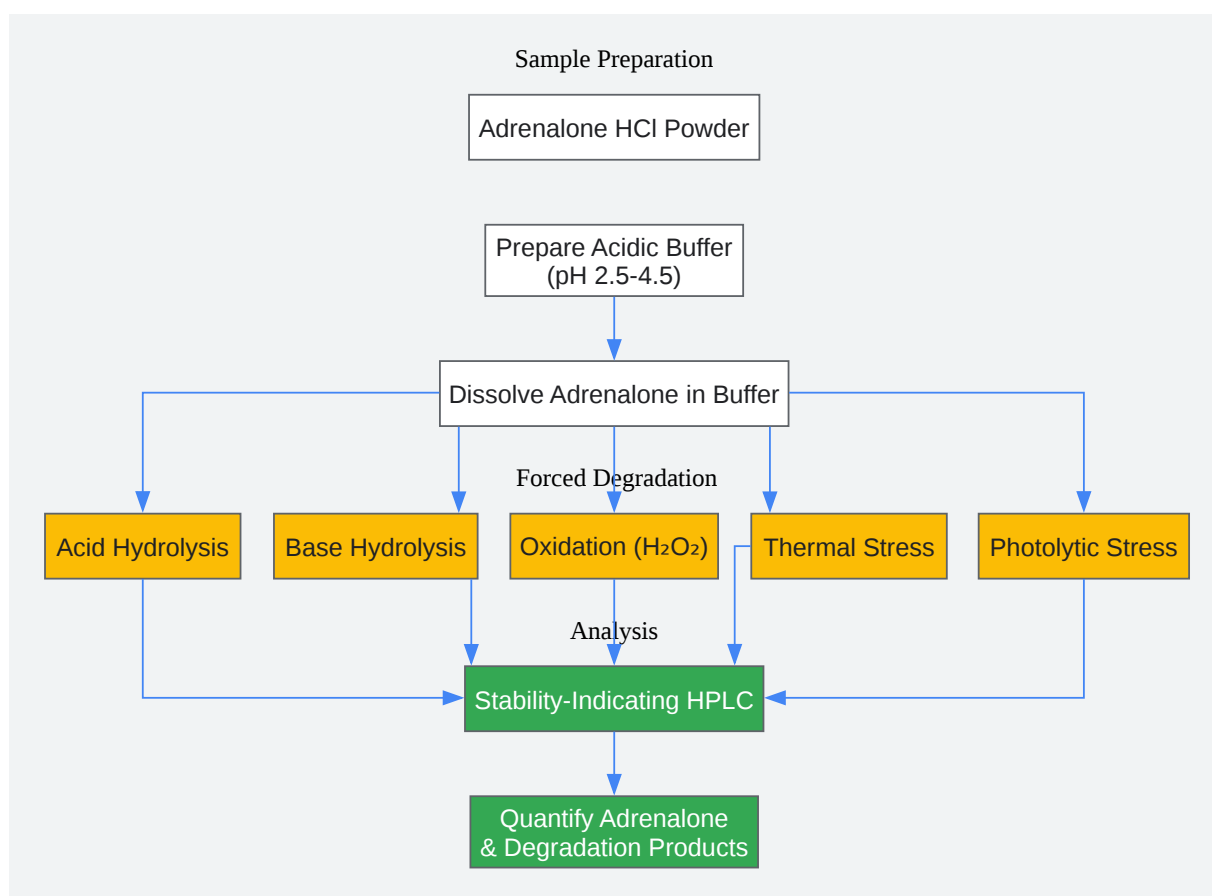 Sample Preparation
Adrenalone HCl Powder
Prepare Acidic Buffer
(pH 2.5-4.5)
Dissolve Adrenalone in Buffer
Forced Degradation
Acid Hydrolysis
Base Hydrolysis
Oxidation (H₂O₂)
Thermal Stress
Photolytic Stress
Analysis
Stability-Indicating HPLC
Quantify Adrenalone
& Degradation Products